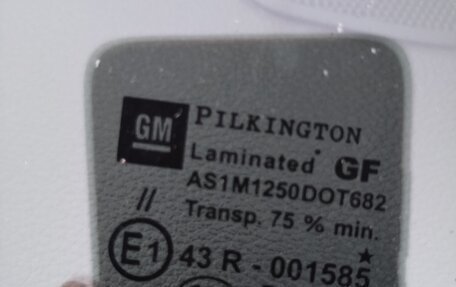 GM PILKINGTON
Laminated GF
AS1M1250DOT682
// Transp. 75 % min.
E1 43 R - 001585